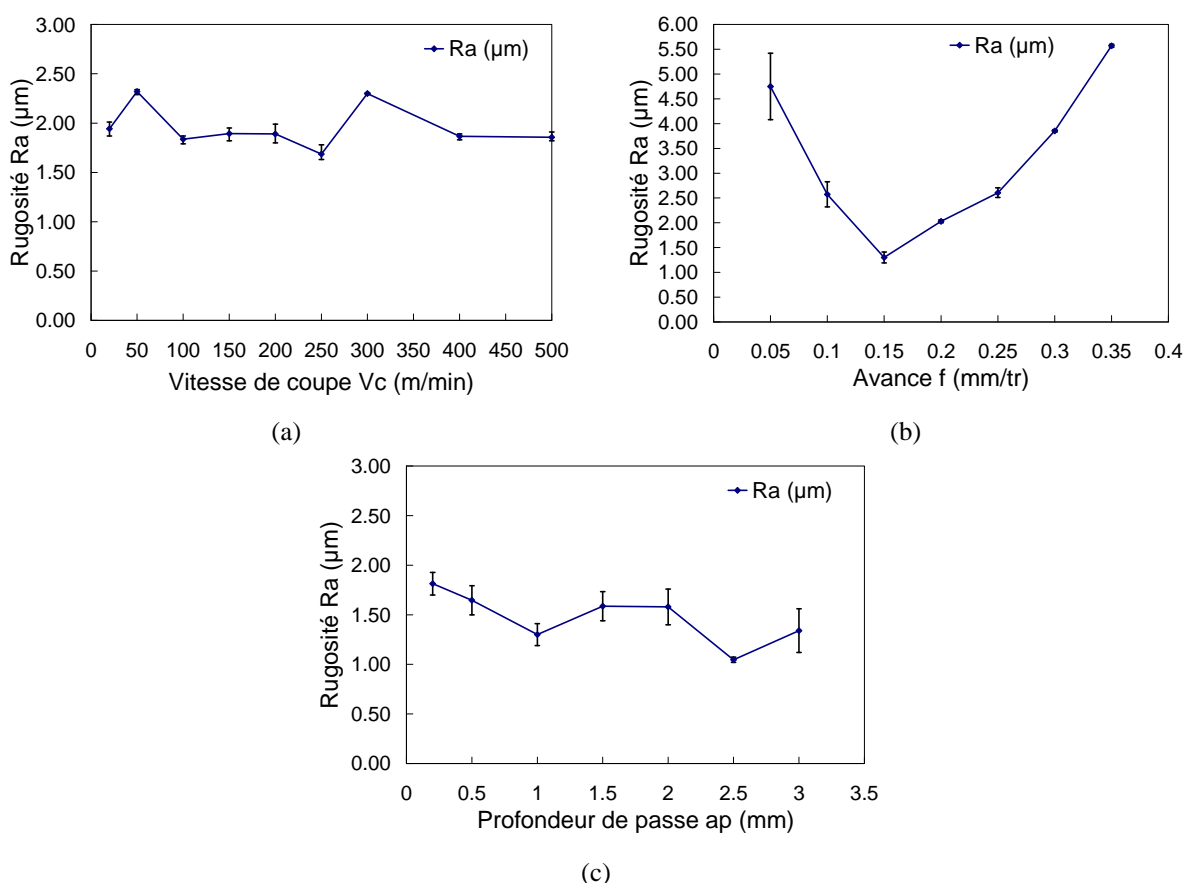 3.00
2.50
2.00
1.50
1.00
0.50
0.00
Rugosité Ra (µm)
Ra (µm)
0 50 100 150 200 250 300 350 400 450 500
Vitesse de coupe Vc (m/min)
(a)
6.00
5.50
5.00
4.50
4.00
3.50
3.00
2.50
2.00
1.50
1.00
0.50
0.00
Rugosité Ra (µm)
Ra (µm)
0 0.05 0.1 0.15 0.2 0.25 0.3 0.35 0.4
Avance f (mm/tr)
(b)
3.00
2.50
2.00
1.50
1.00
0.50
0.00
Rugosité Ra (µm)
Ra (µm)
0 0.5 1 1.5 2 2.5 3 3.5
Profondeur de passe ap (mm)
(c)